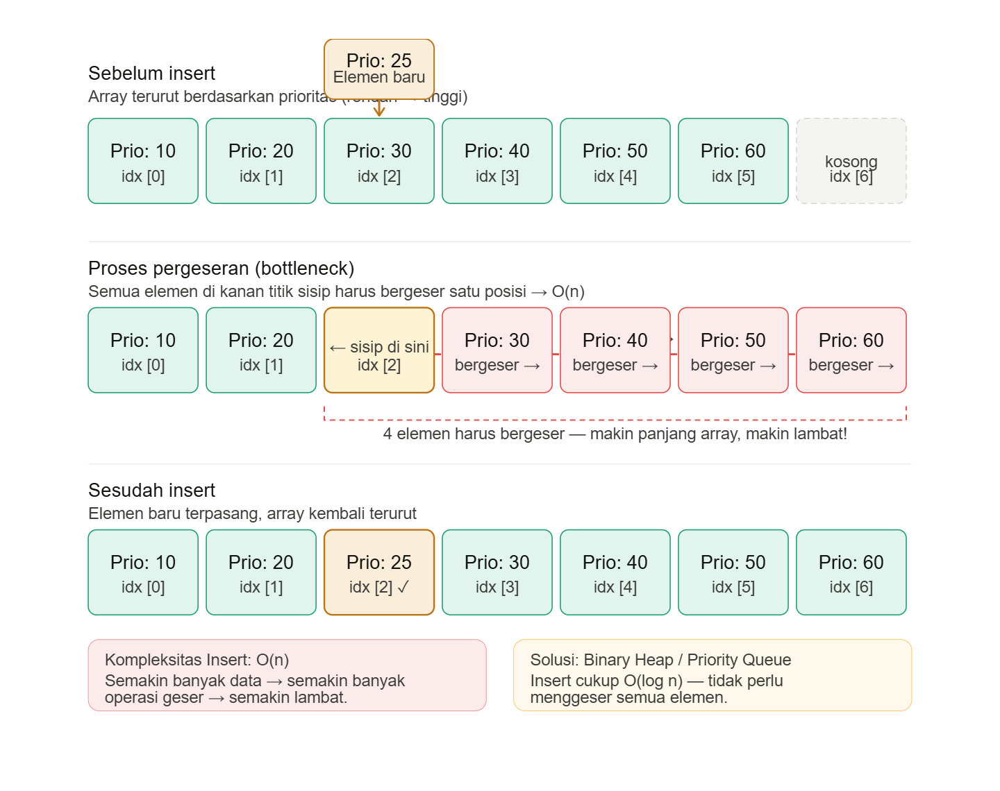 Prio: 25
Elemen baru
Sebelum insert
Array terurut berdasarkan prioritas (rendah → tinggi)
Prio: 10
idx [0]
Prio: 20
idx [1]
Prio: 30
idx [2]
Prio: 40
idx [3]
Prio: 50
idx [4]
Prio: 60
idx [5]
kosong
idx [6]
Proses pergeseran (bottleneck)
Semua elemen di kanan titik sisip harus bergeser satu posisi → O(n)
Prio: 10
idx [0]
Prio: 20
idx [1]
← sisip di sini
idx [2]
Prio: 30
bergeser →
Prio: 40
bergeser →
Prio: 50
bergeser →
Prio: 60
bergeser →
4 elemen harus bergeser — makin panjang array, makin lambat!
Sesudah insert
Elemen baru terpasang, array kembali terurut
Prio: 10
idx [0]
Prio: 20
idx [1]
Prio: 25
idx [2] ✓
Prio: 30
idx [3]
Prio: 40
idx [4]
Prio: 50
idx [5]
Prio: 60
idx [6]
Kompleksitas Insert: O(n)
Semakin banyak data → semakin banyak
operasi geser → semakin lambat.
Solusi: Binary Heap / Priority Queue
Insert cukup O(log n) — tidak perlu
menggeser semua elemen.